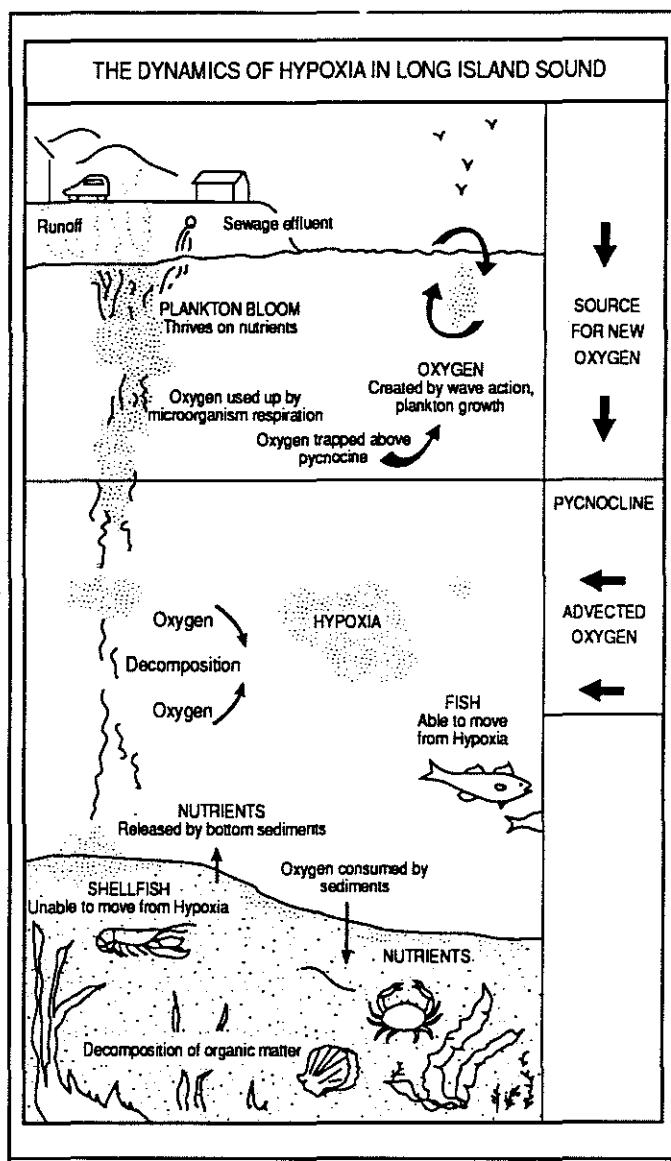 THE DYNAMICS OF HYPOXIA IN LONG ISLAND SOUND
Runoff
Sewage effluent
PLANKTON BLOOM
Thrives on nutrients
Oxygen used up by
microorganism respiration
OXYGEN
Created by wave action,
plankton growth
Oxygen trapped above
pycnocine
SOURCE
FOR NEW
OXYGEN
PYCNOCLINE
ADVECTED
OXYGEN
Oxygen
Decomposition
Oxygen
HYPOXIA
FISH
Able to move
from Hypoxia
NUTRIENTS
Released by bottom sediments
SHELLFISH
Unable to move from Hypoxia
Oxygen consumed by
sediments
NUTRIENTS
Decomposition of organic matter